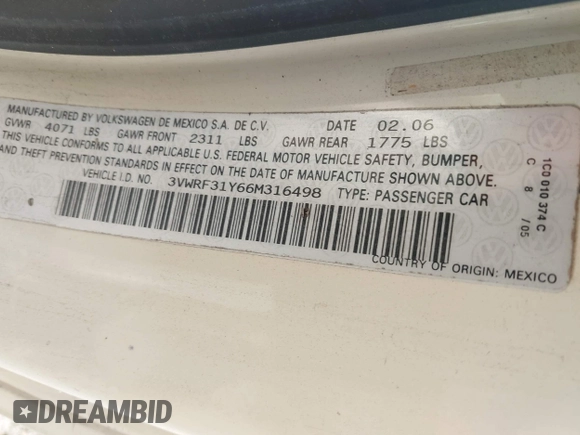 MANUFACTURED BY VOLKSWAGEN DE MEXICO S.A. DE C.V. DATE 02.06
GVWR 4071 LBS GAWR FRONT 2311 LBS GAWR REAR 1775 LBS
THIS VEHICLE CONFORMS TO ALL APPLICABLE U.S. FEDERAL MOTOR VEHICLE SAFETY, BUMPER,
AND THEFT PREVENTION STANDARDS IN EFFECT ON THE DATE OF MANUFACTURE SHOWN ABOVE.
VEHICLE I.D. NO. 3VWRF31Y66M316498 TYPE: PASSENGER CAR
COUNTRY OF ORIGIN: MEXICO
1C0 010 374 C
C 8 /05
DREAMBID